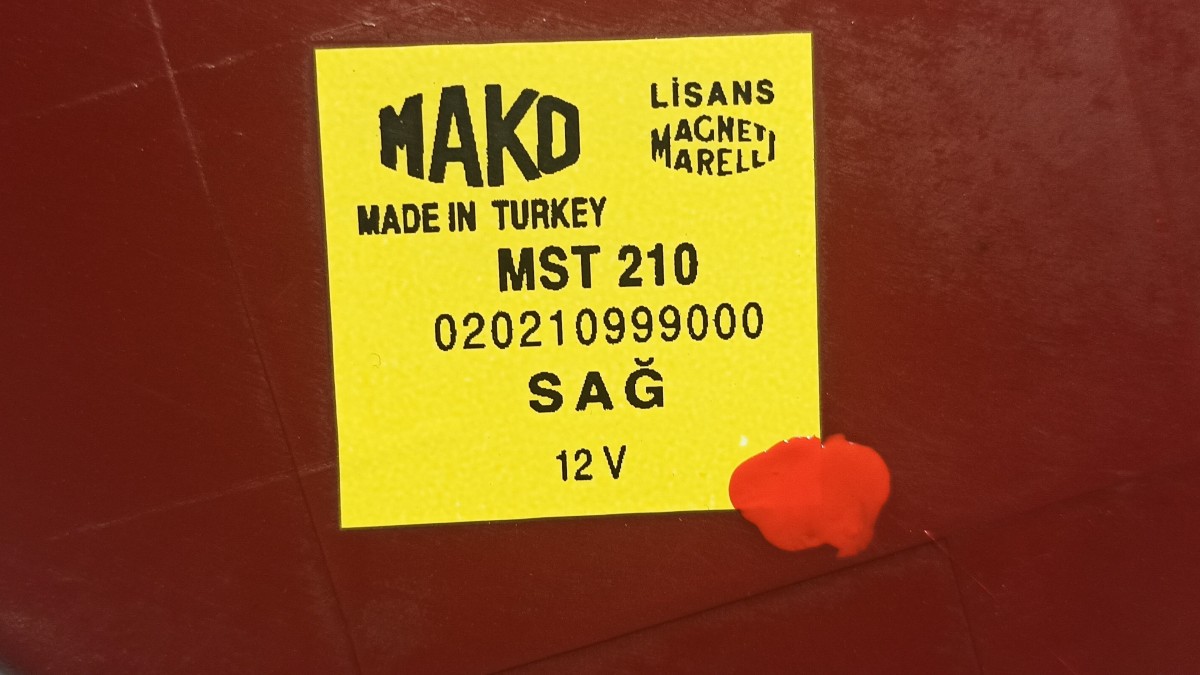 MAKO
LİSANS
MAGNETI
MARELLI
MADE IN TURKEY
MST 210
020210999000
SAĞ
12 V